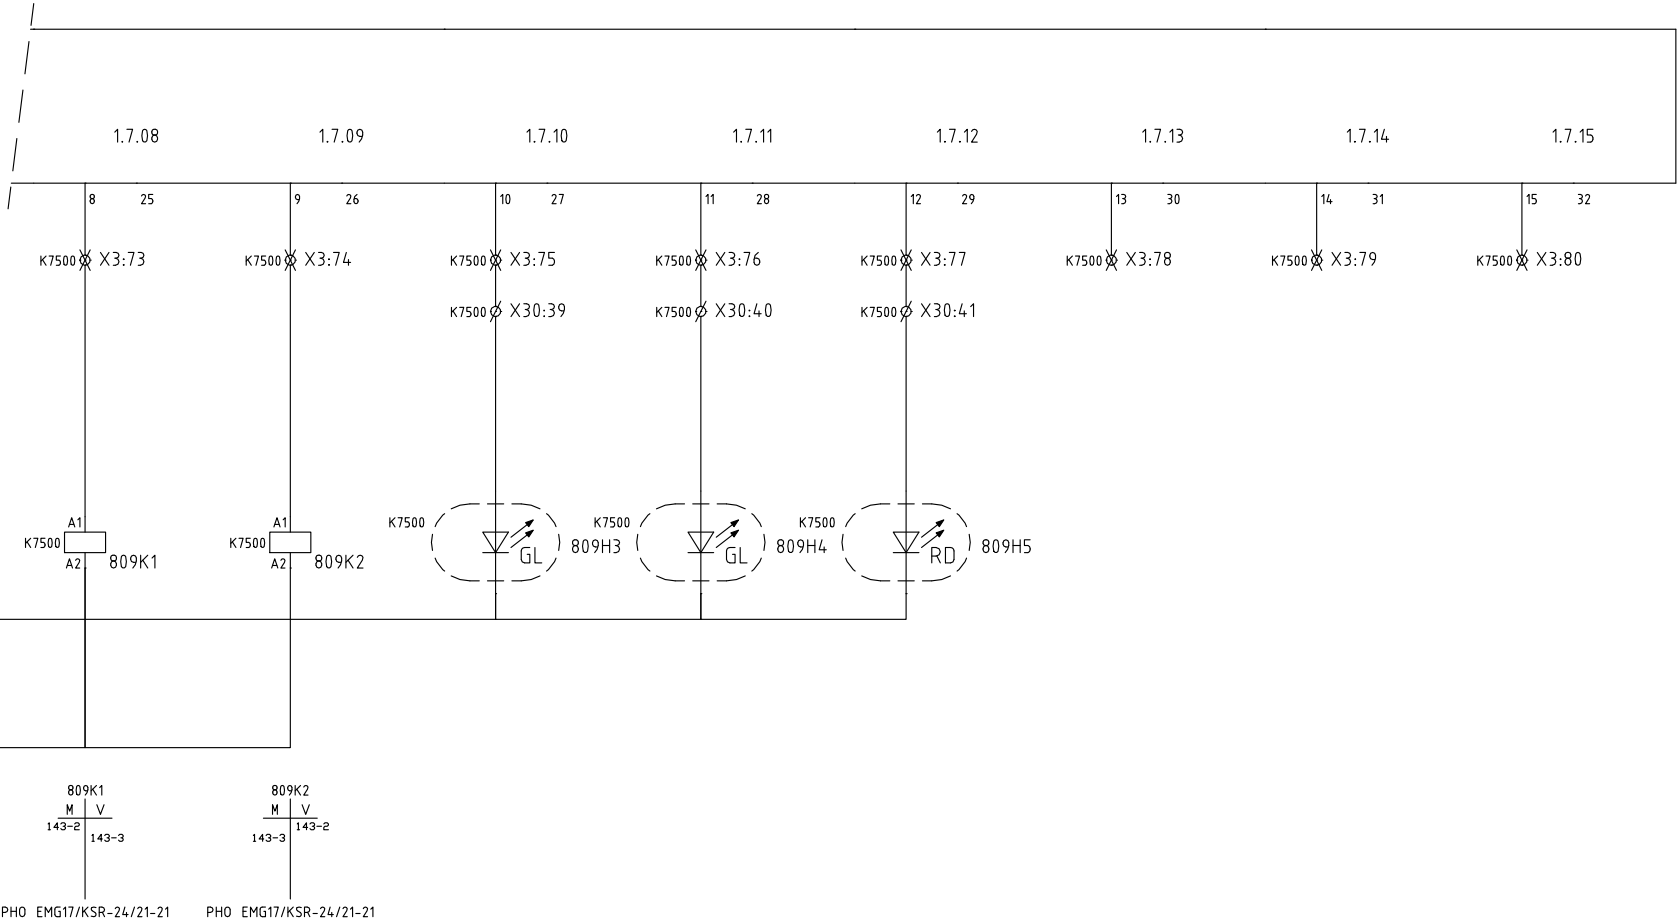 1.7.08 1.7.09 1.7.10 1.7.11 1.7.12 1.7.13 1.7.14 1.7.15
8 25 9 26 10 27 11 28 12 29 13 30 14 31 15 32
K7500 X3:73 K7500 X3:74 K7500 X3:75 K7500 X3:76 K7500 X3:77 K7500 X3:78 K7500 X3:79 K7500 X3:80
K7500 X30:39 K7500 X30:40 K7500 X30:41
A1 A1 K7500 K7500 K7500
K7500 K7500 809H3 809H4 809H5
A2 809K1 A2 809K2 GL GL RD
809K1 809K2
M V M V
143-2 143-2
143-3 143-3
PHO EMG17/KSR-24/21-21 PHO EMG17/KSR-24/21-21